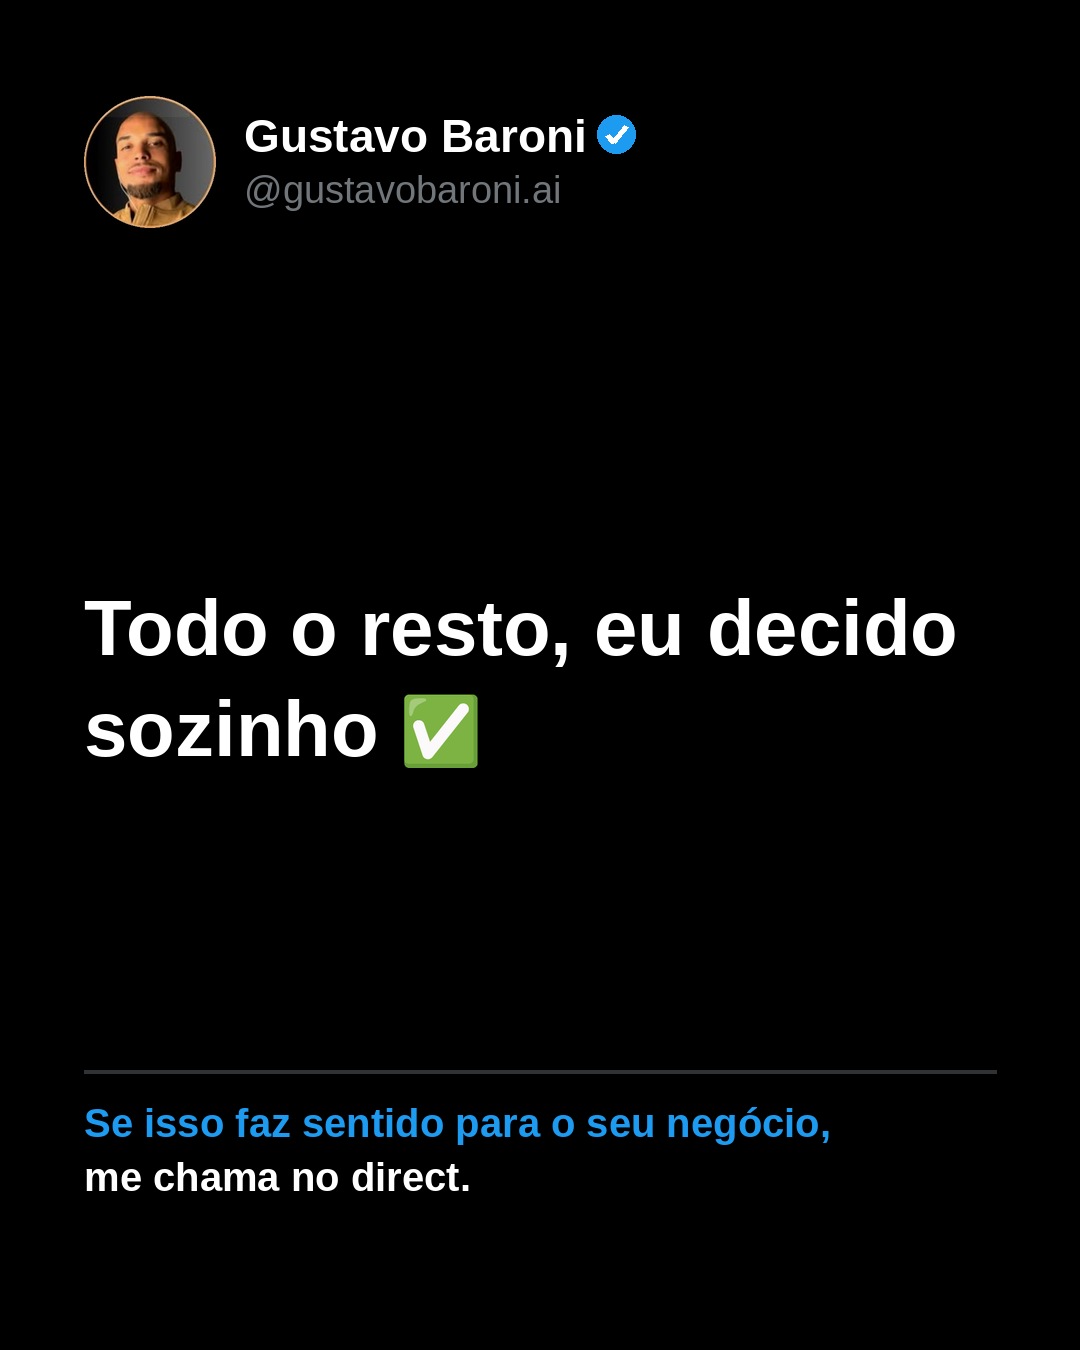 Gustavo Baroni
@gustavobaroni.ai
Todo o resto, eu decido
sozinho ✅
Se isso faz sentido para o seu negócio,
me chama no direct.